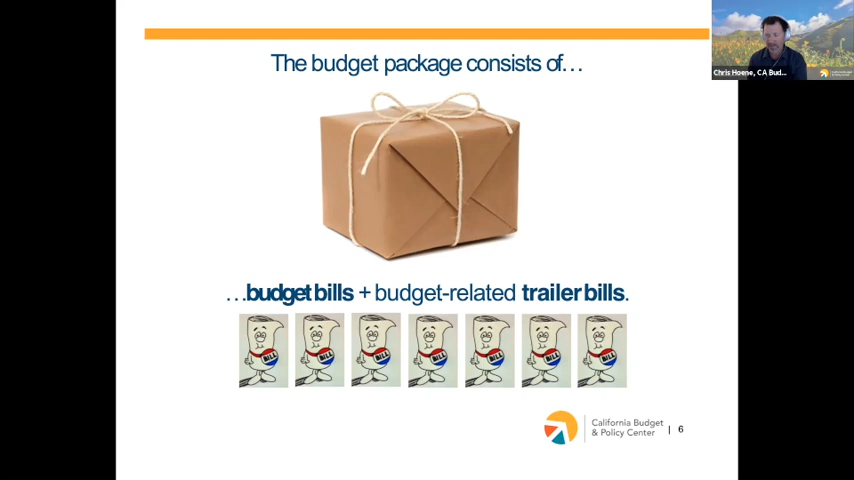 The budget package consists of…
Chris Hoene, CA Bud...
…budget bills + budget-related trailer bills.
BILL
BILL
BILL
BILL
BILL
BILL
BILL
California Budget
& Policy Center | 6